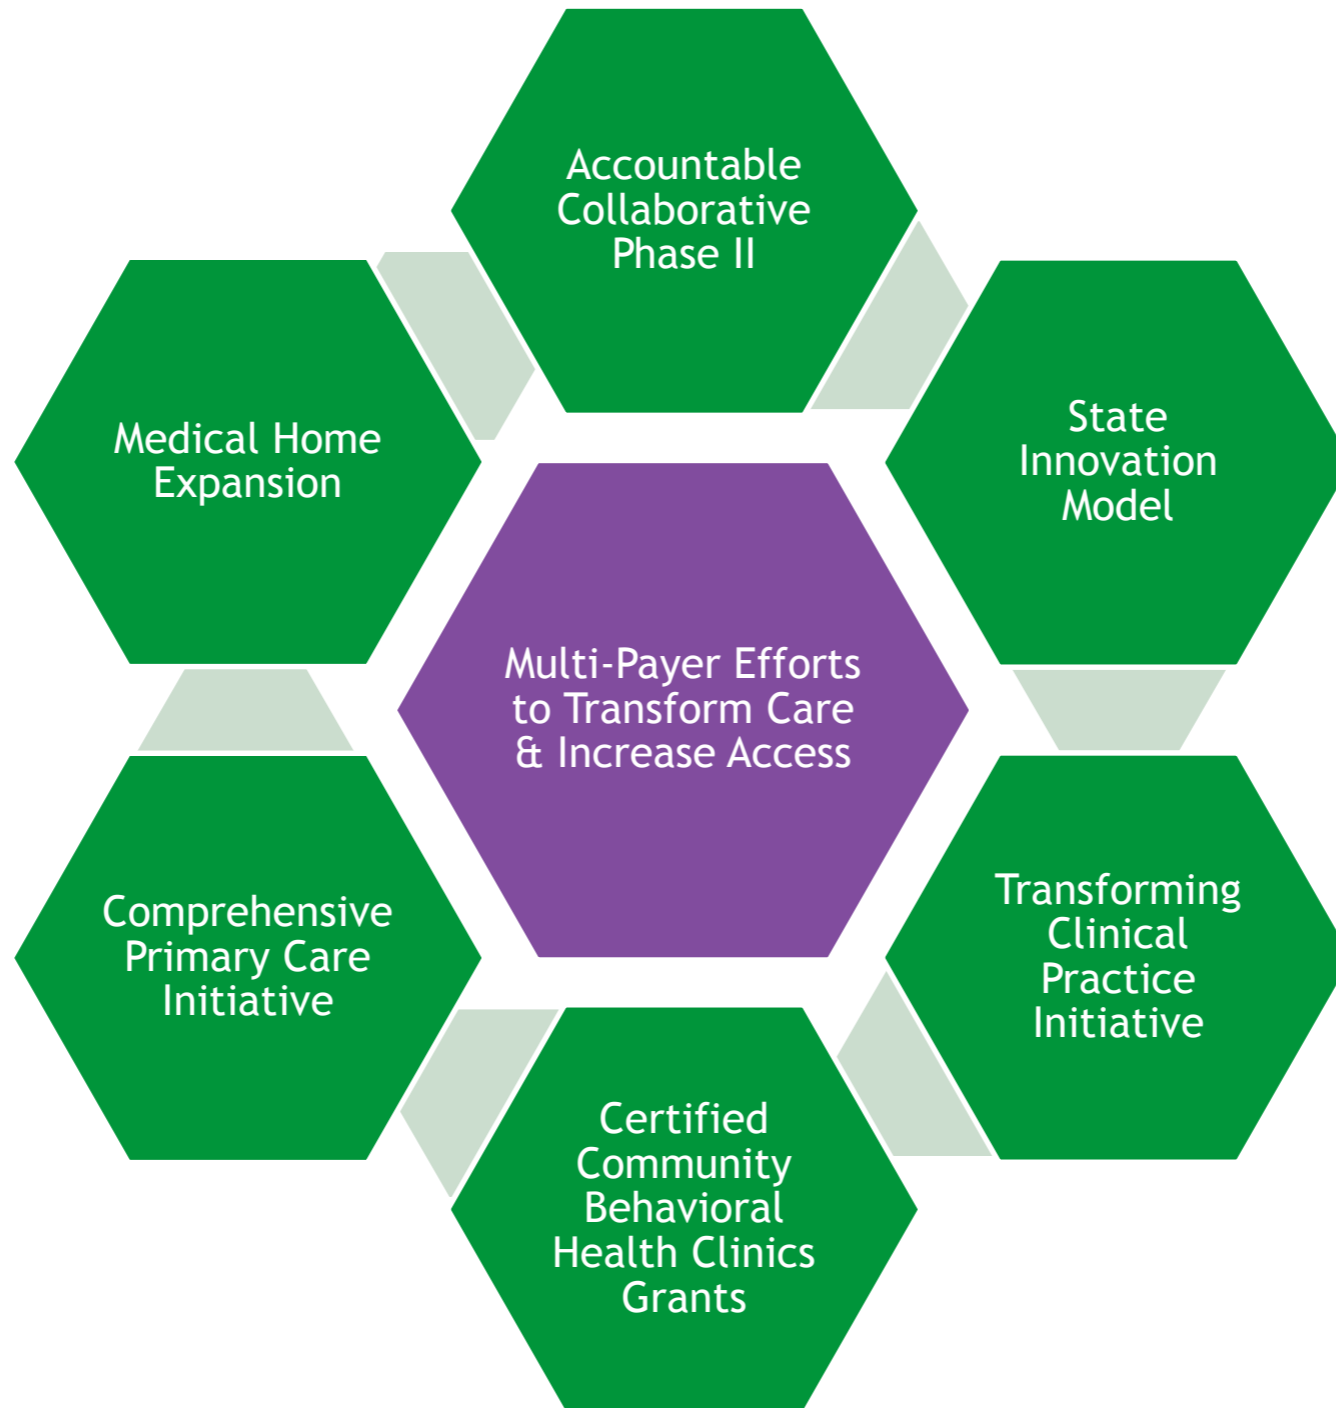 Accountable
Collaborative
Phase II
State
Innovation
Model
Medical Home
Expansion
Multi-Payer Efforts
to Transform Care
& Increase Access
Transforming
Clinical
Practice
Initiative
Comprehensive
Primary Care
Initiative
Certified
Community
Behavioral
Health Clinics
Grants